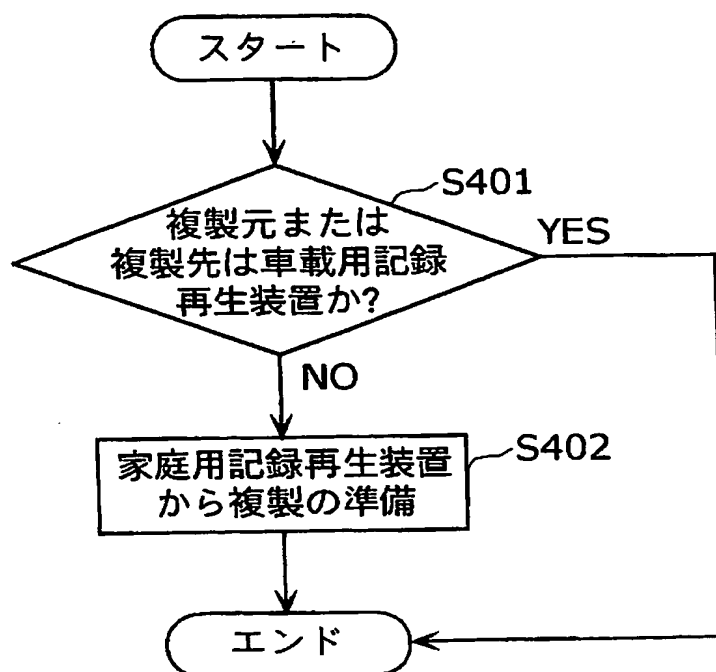 スタート
S401
複製元または
複製先は車載用記録
再生装置か?
YES
NO
S402
家庭用記録再生装置
から複製の準備
エンド